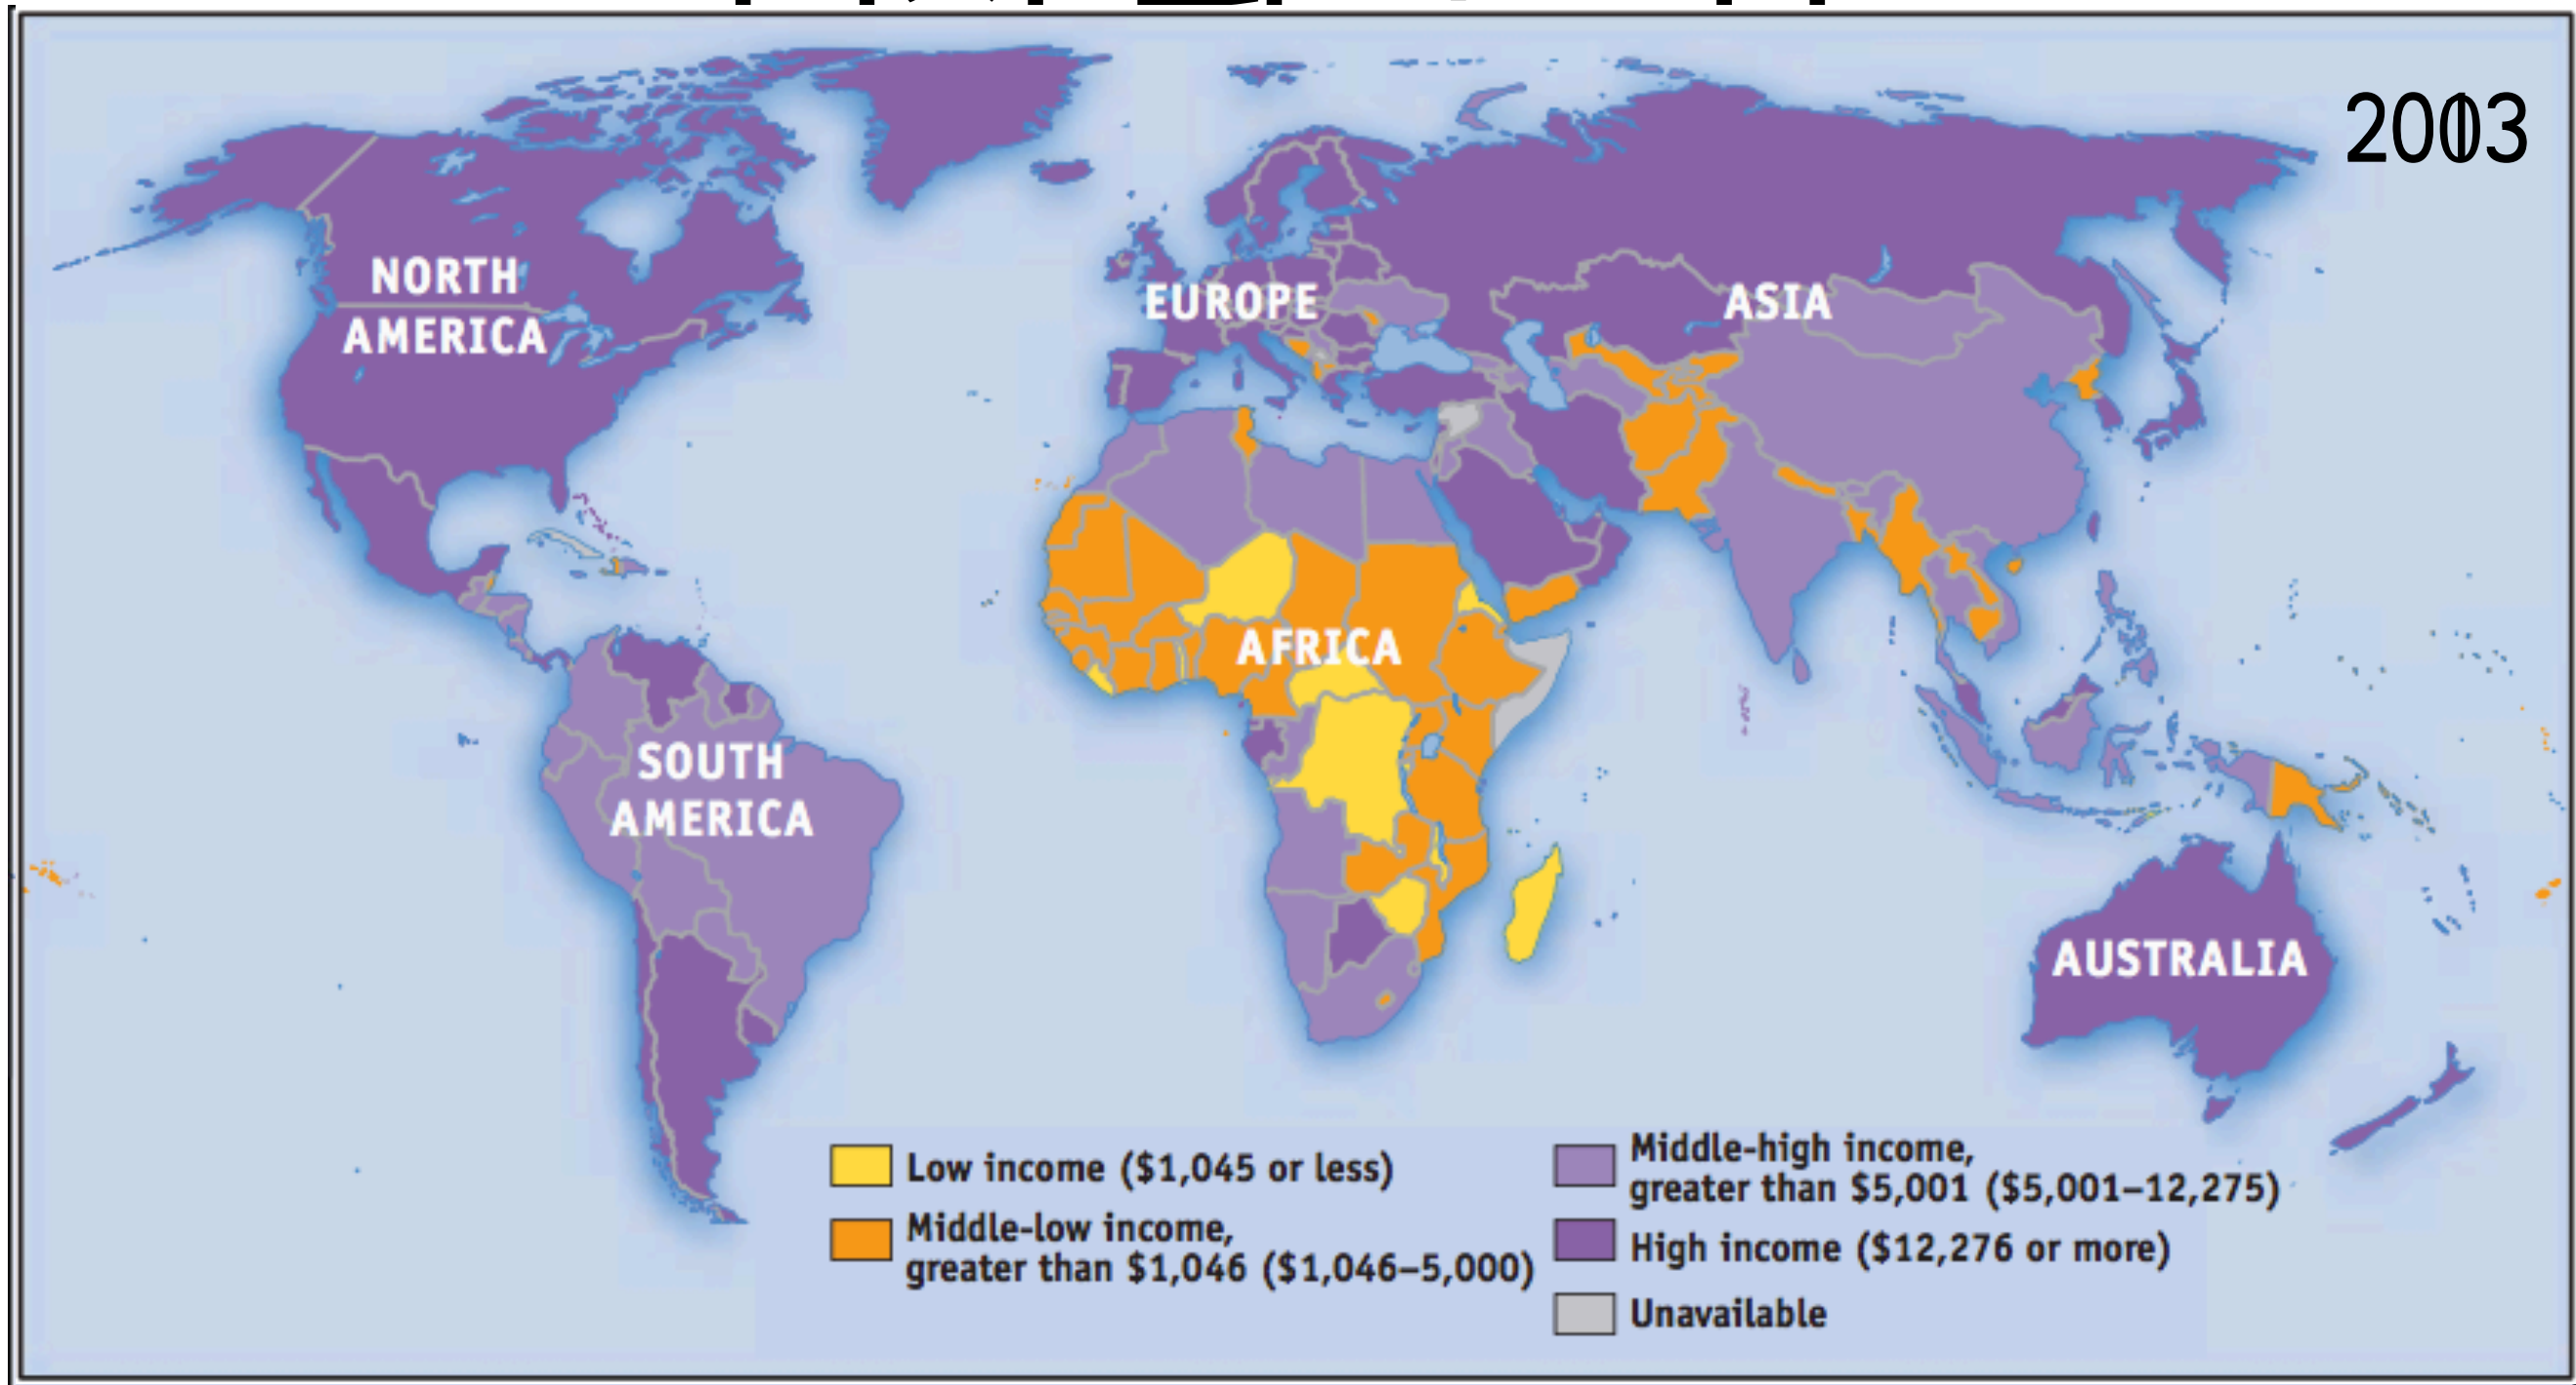 2003
NORTH
AMERICA
EUROPE
ASIA
AFRICA
SOUTH
AMERICA
AUSTRALIA
Low income ($1,045 or less)
Middle-low income,
greater than $1,046 ($1,046–5,000)
Middle-high income,
greater than $5,001 ($5,001–12,275)
High income ($12,276 or more)
Unavailable